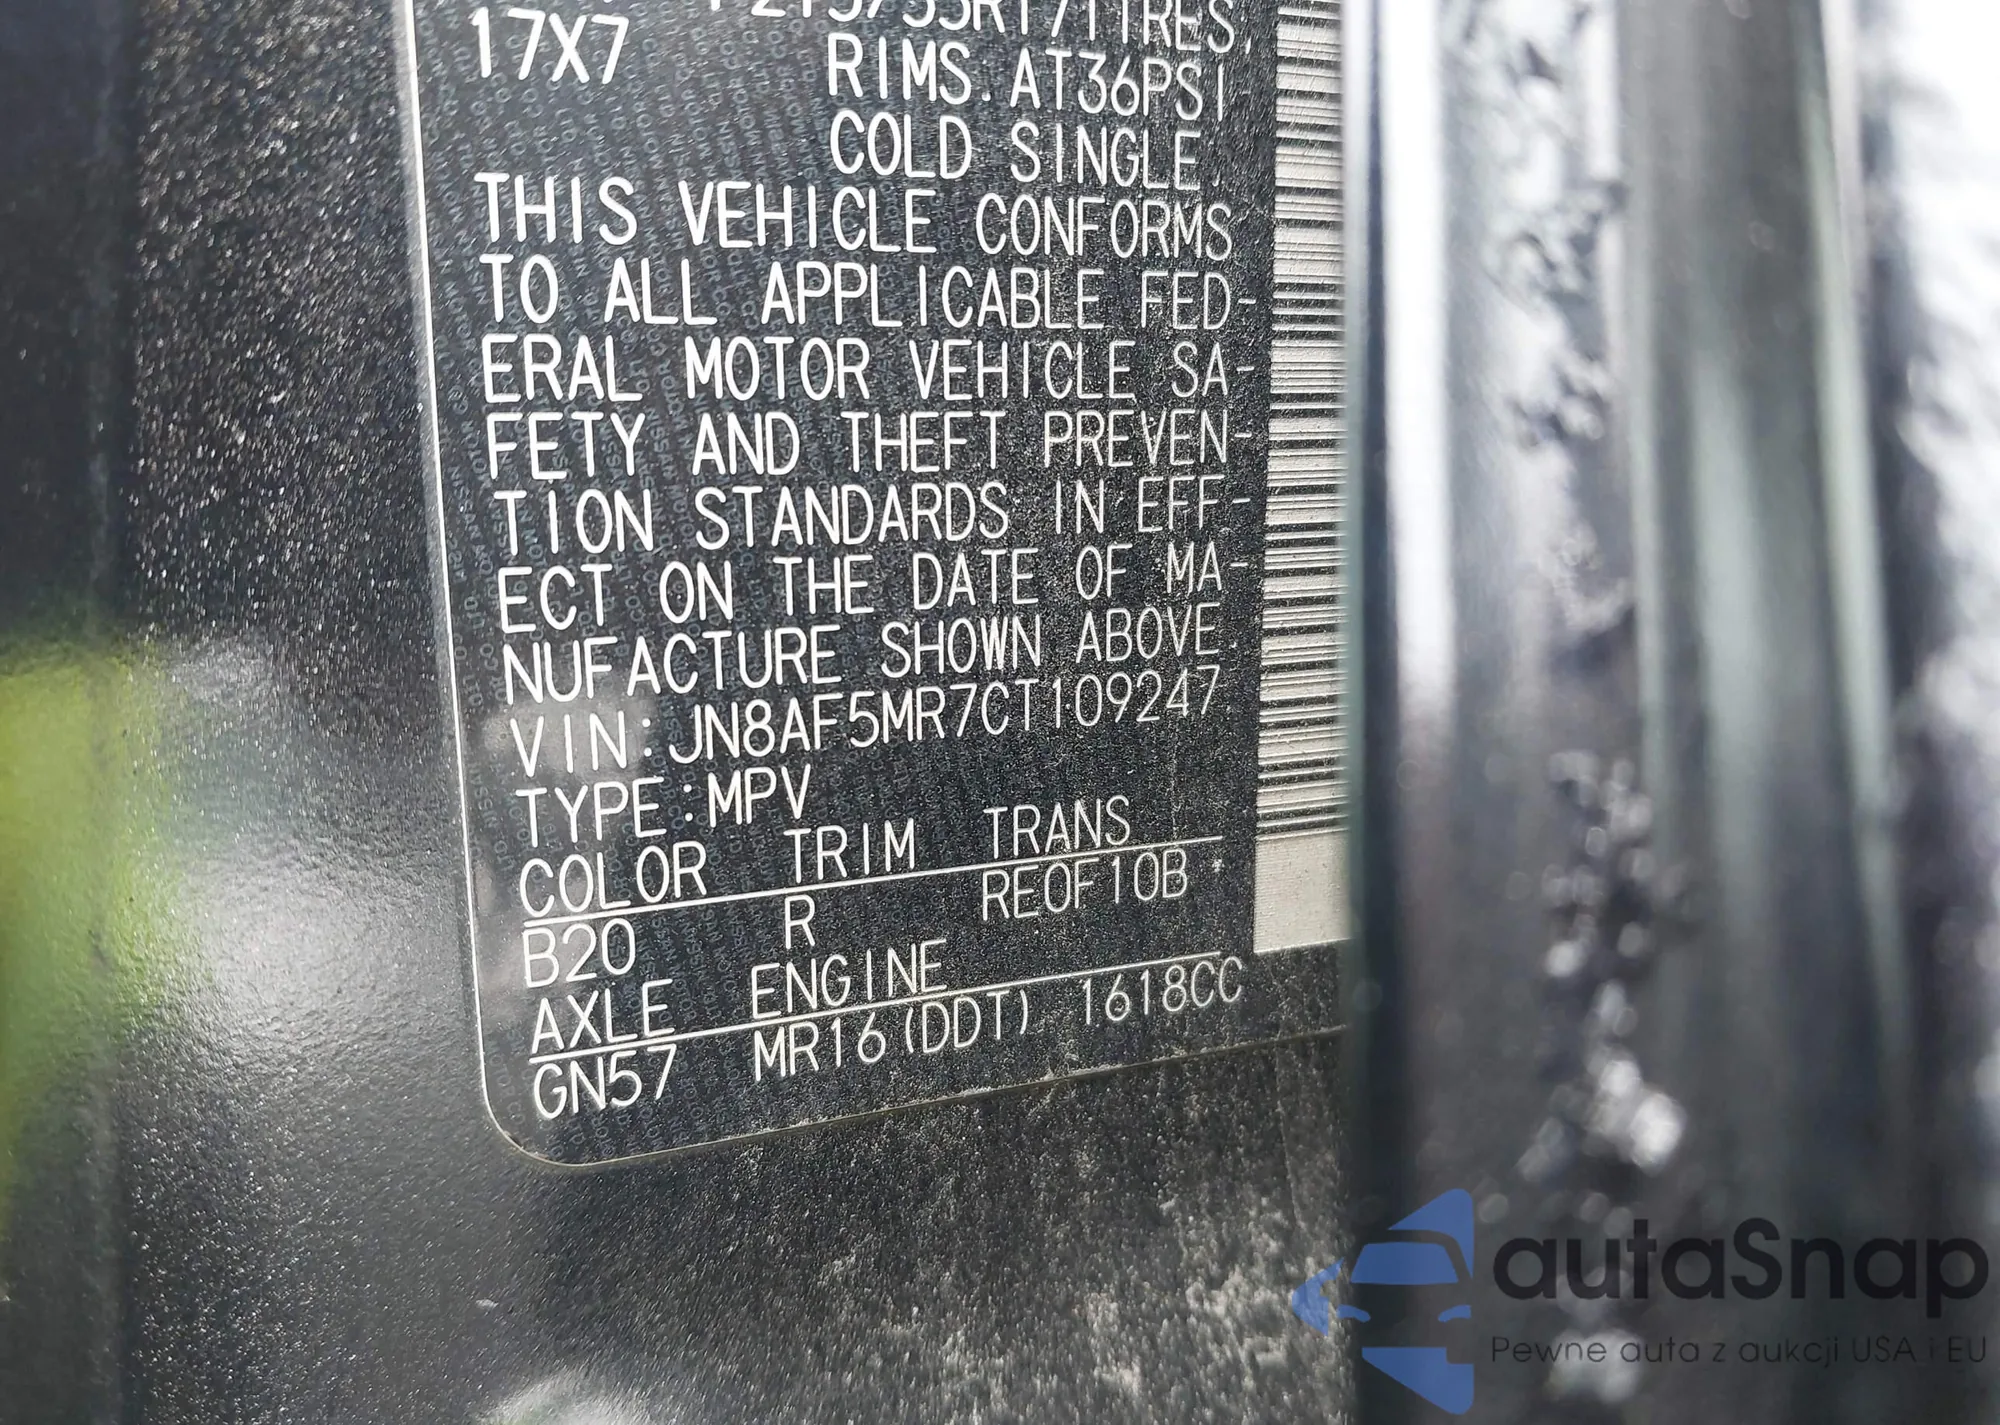 17X7
RIMS. AT36PSI
COLD SINGLE.
THIS VEHICLE CONFORMS
TO ALL APPLICABLE FED-
ERAL MOTOR VEHICLE SA-
FETY AND THEFT PREVEN-
TION STANDARDS IN EFF-
ECT ON THE DATE OF MA-
NUFACTURE SHOWN ABOVE.
VIN:JN8AF5MR7CT109247
TYPE:MPV
COLOR TRIM TRANS
B20 R RE0F10B
AXLE ENGINE
GN57 MR16(DDT) 1618CC
autaSnap
Pewne auta z aukcji USA i EU